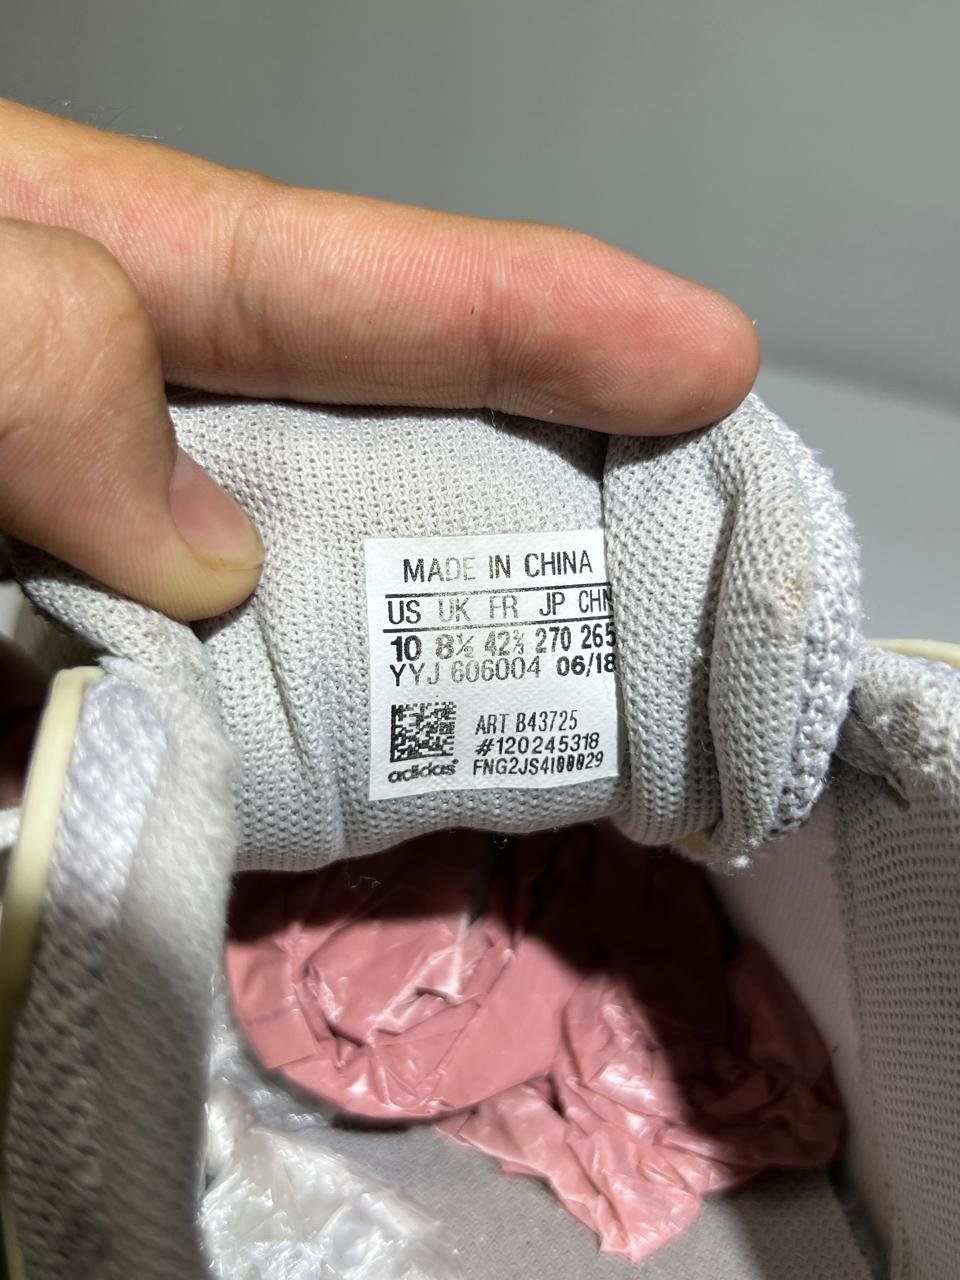 MADE IN CHINA
US UK FR JP CHN
10 8½ 42⅔ 270 265
YYJ 606004 06/18
ART B43725
#120245318
adidas FNG2JS4I00029